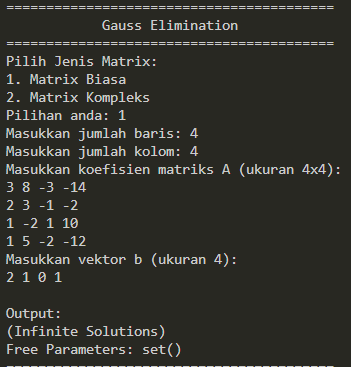 =========================================
Gauss Elimination
=========================================
Pilih Jenis Matrix:
1. Matrix Biasa
2. Matrix Kompleks
Pilihan anda: 1
Masukkan jumlah baris: 4
Masukkan jumlah kolom: 4
Masukkan koefisien matriks A (ukuran 4x4):
3 8 -3 -14
2 3 -1 -2
1 -2 1 10
1 5 -2 -12
Masukkan vektor b (ukuran 4):
2 1 0 1
Output:
(Infinite Solutions)
Free Parameters: set()
=========================================